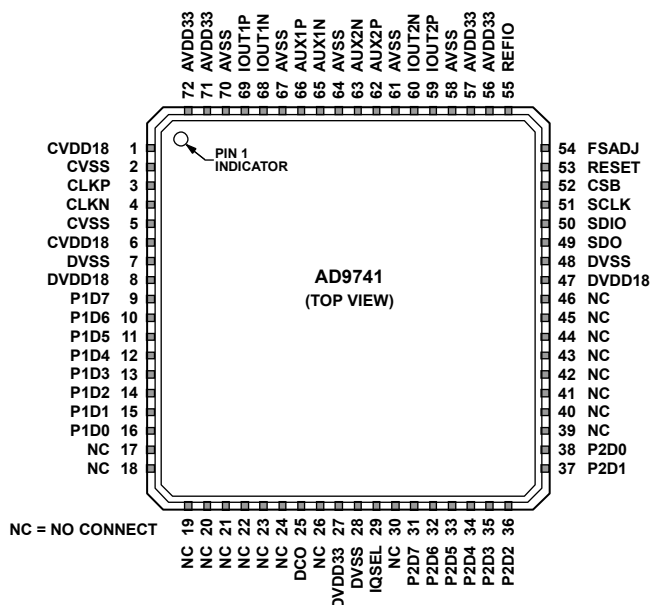 72 AVDD33
71 AVDD33
70 AVSS
69 IOUT1P
68 IOUT1N
67 AVSS
66 AUX1P
65 AUX1N
64 AVSS
63 AUX2N
62 AUX2P
61 AVSS
60 IOUT2N
59 IOUT2P
58 AVSS
57 AVDD33
56 AVDD33
55 REFIO
CVDD18 1
CVSS 2
CLKP 3
CLKN 4
CVSS 5
CVDD18 6
DVSS 7
DVDD18 8
P1D7 9
P1D6 10
P1D5 11
P1D4 12
P1D3 13
P1D2 14
P1D1 15
P1D0 16
NC 17
NC 18
PIN 1
INDICATOR
AD9741
(TOP VIEW)
54 FSADJ
53 RESET
52 CSB
51 SCLK
50 SDIO
49 SDO
48 DVSS
47 DVDD18
46 NC
45 NC
44 NC
43 NC
42 NC
41 NC
40 NC
39 NC
38 P2D0
37 P2D1
NC = NO CONNECT
NC 19
NC 20
NC 21
NC 22
NC 23
NC 24
DCO 25
NC 26
DVDD33 27
DVSS 28
IQSEL 29
NC 30
P2D7 31
P2D6 32
P2D5 33
P2D4 34
P2D3 35
P2D2 36